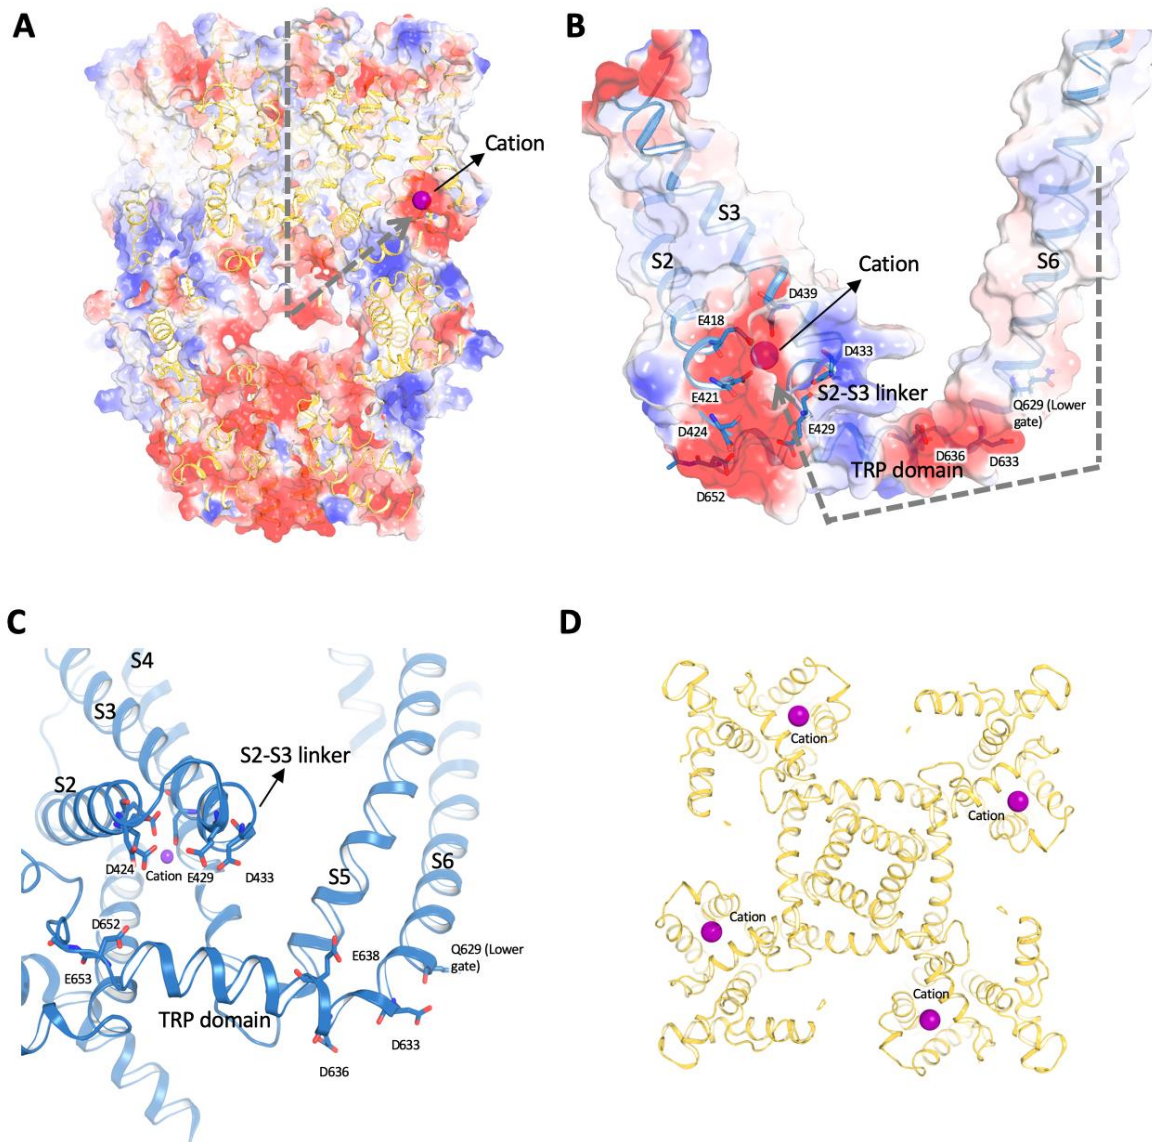 A
Cation
B
S3
S2
S6
Cation
D439
E418
D433
E421
S2-S3 linker
D424
E429
Q629 (Lower
gate)
TRP domain
D636
D633
D652
C
S4
S3
S2-S3 linker
S2
D424
Cation
E429
D433
S5
S6
D652
E653
E638
Q629 (Lower
gate)
TRP domain
D633
D636
D
Cation
Cation
Cation
Cation